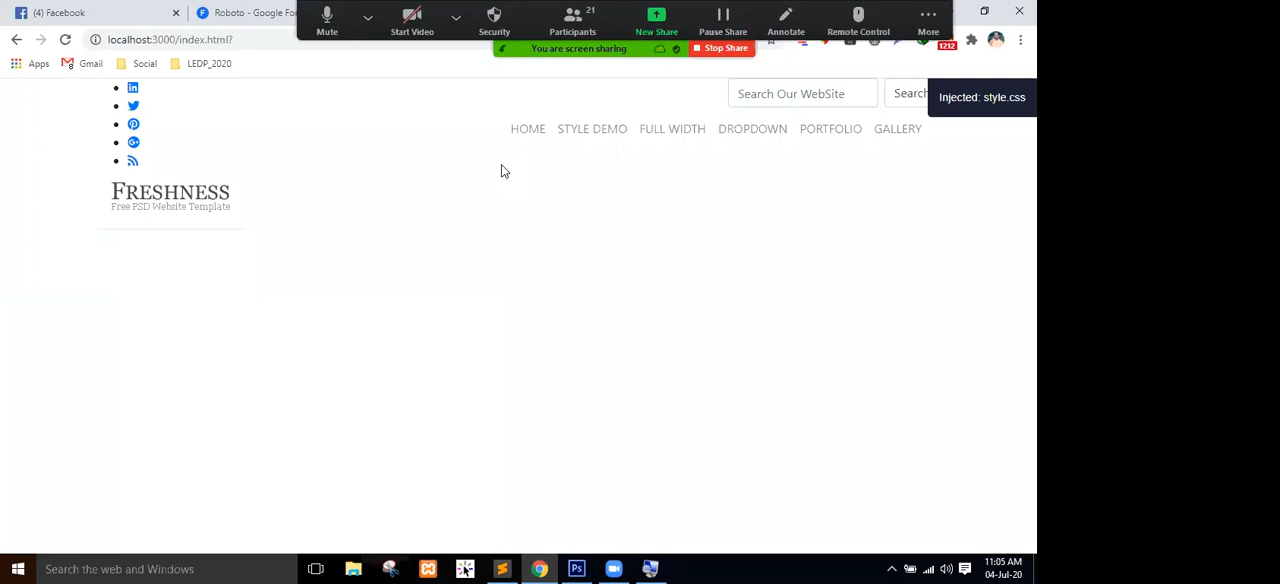 (4) Facebook
Roboto - Google Fo
Mute
Start Video
Security
Participants
21
New Share
Pause Share
Annotate
Remote Control
More
You are screen sharing
Stop Share
localhost:3000/index.html?
1212
Apps
Gmail
Social
LEDP_2020
Search Our WebSite
Search
Injected: style.css
HOME
STYLE DEMO
FULL WIDTH
DROPDOWN
PORTFOLIO
GALLERY
FRESHNESS
Free PSD Website Template
Search the web and Windows
11:05 AM
04-Jul-20